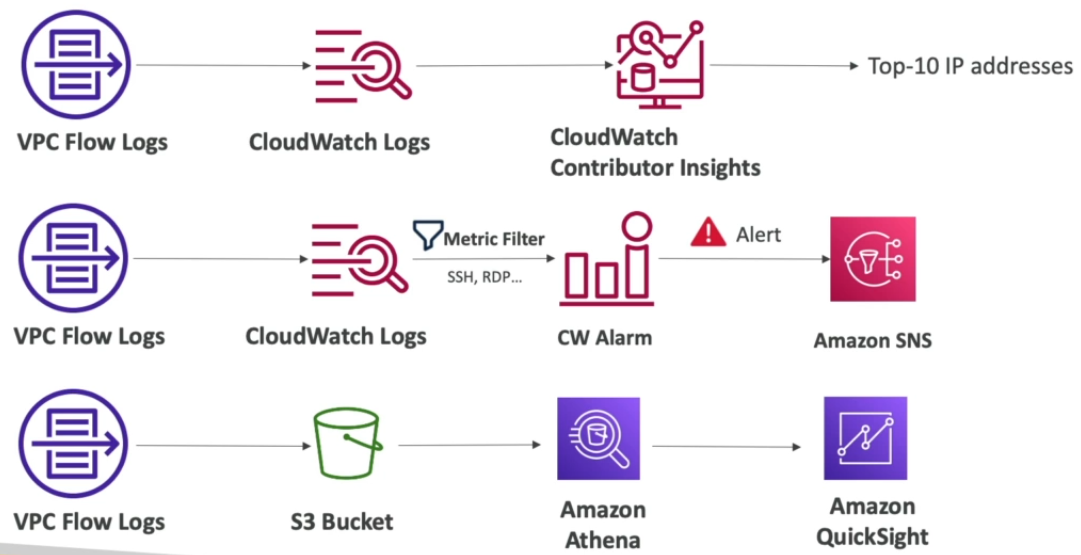 Top-10 IP addresses
VPC Flow Logs
CloudWatch Logs
CloudWatch
Contributor Insights
Metric Filter
SSH, RDP...
Alert
VPC Flow Logs
CloudWatch Logs
CW Alarm
Amazon SNS
VPC Flow Logs
S3 Bucket
Amazon
Athena
Amazon
QuickSight